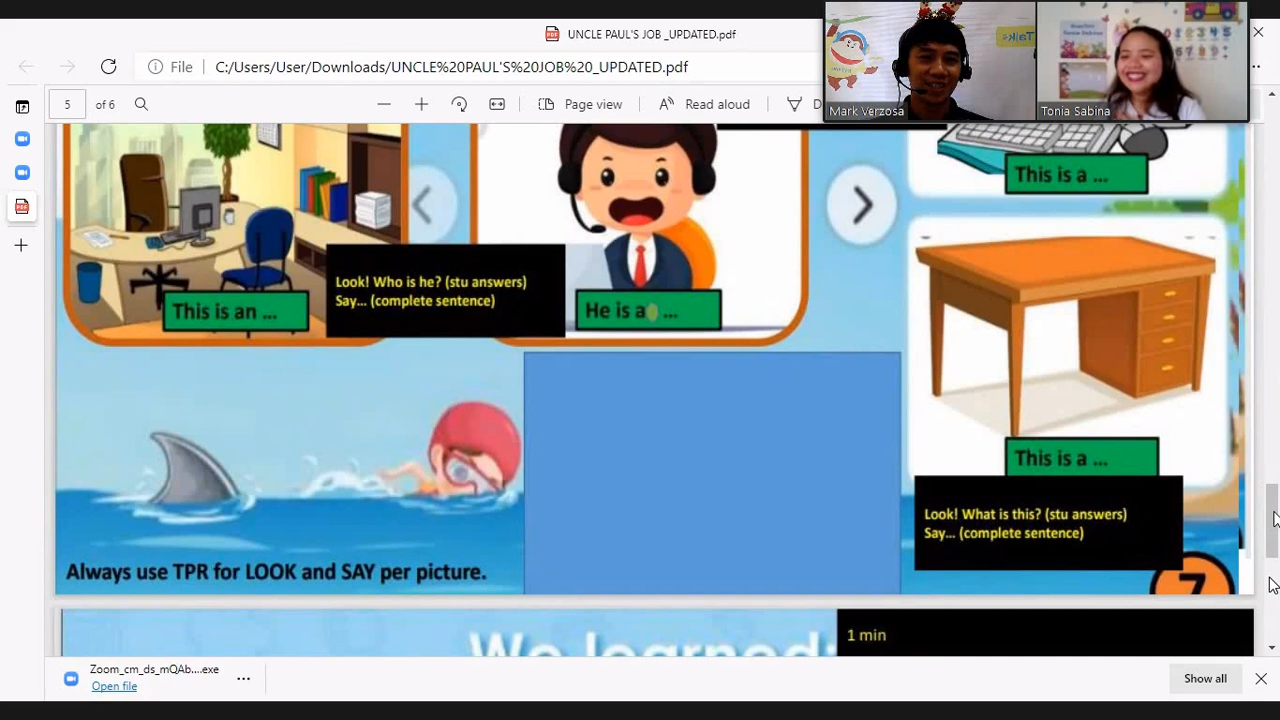 UNCLE PAUL'S JOB _UPDATED.pdf
File
C:/Users/User/Downloads/UNCLE%20PAUL'S%20JOB%20_UPDATED.pdf
5
of 6
Page view
Read aloud
D
Mark Verzosa
Tonia Sabina
This is a ...
Look! Who is he? (stu answers)
Say... (complete sentence)
This is an ...
He is a ...
This is a ...
Look! What is this? (stu answers)
Say... (complete sentence)
Always use TPR for LOOK and SAY per picture.
7
We learned:
1 min
Zoom_cm_ds_mQAb....exe
Open file
Show all